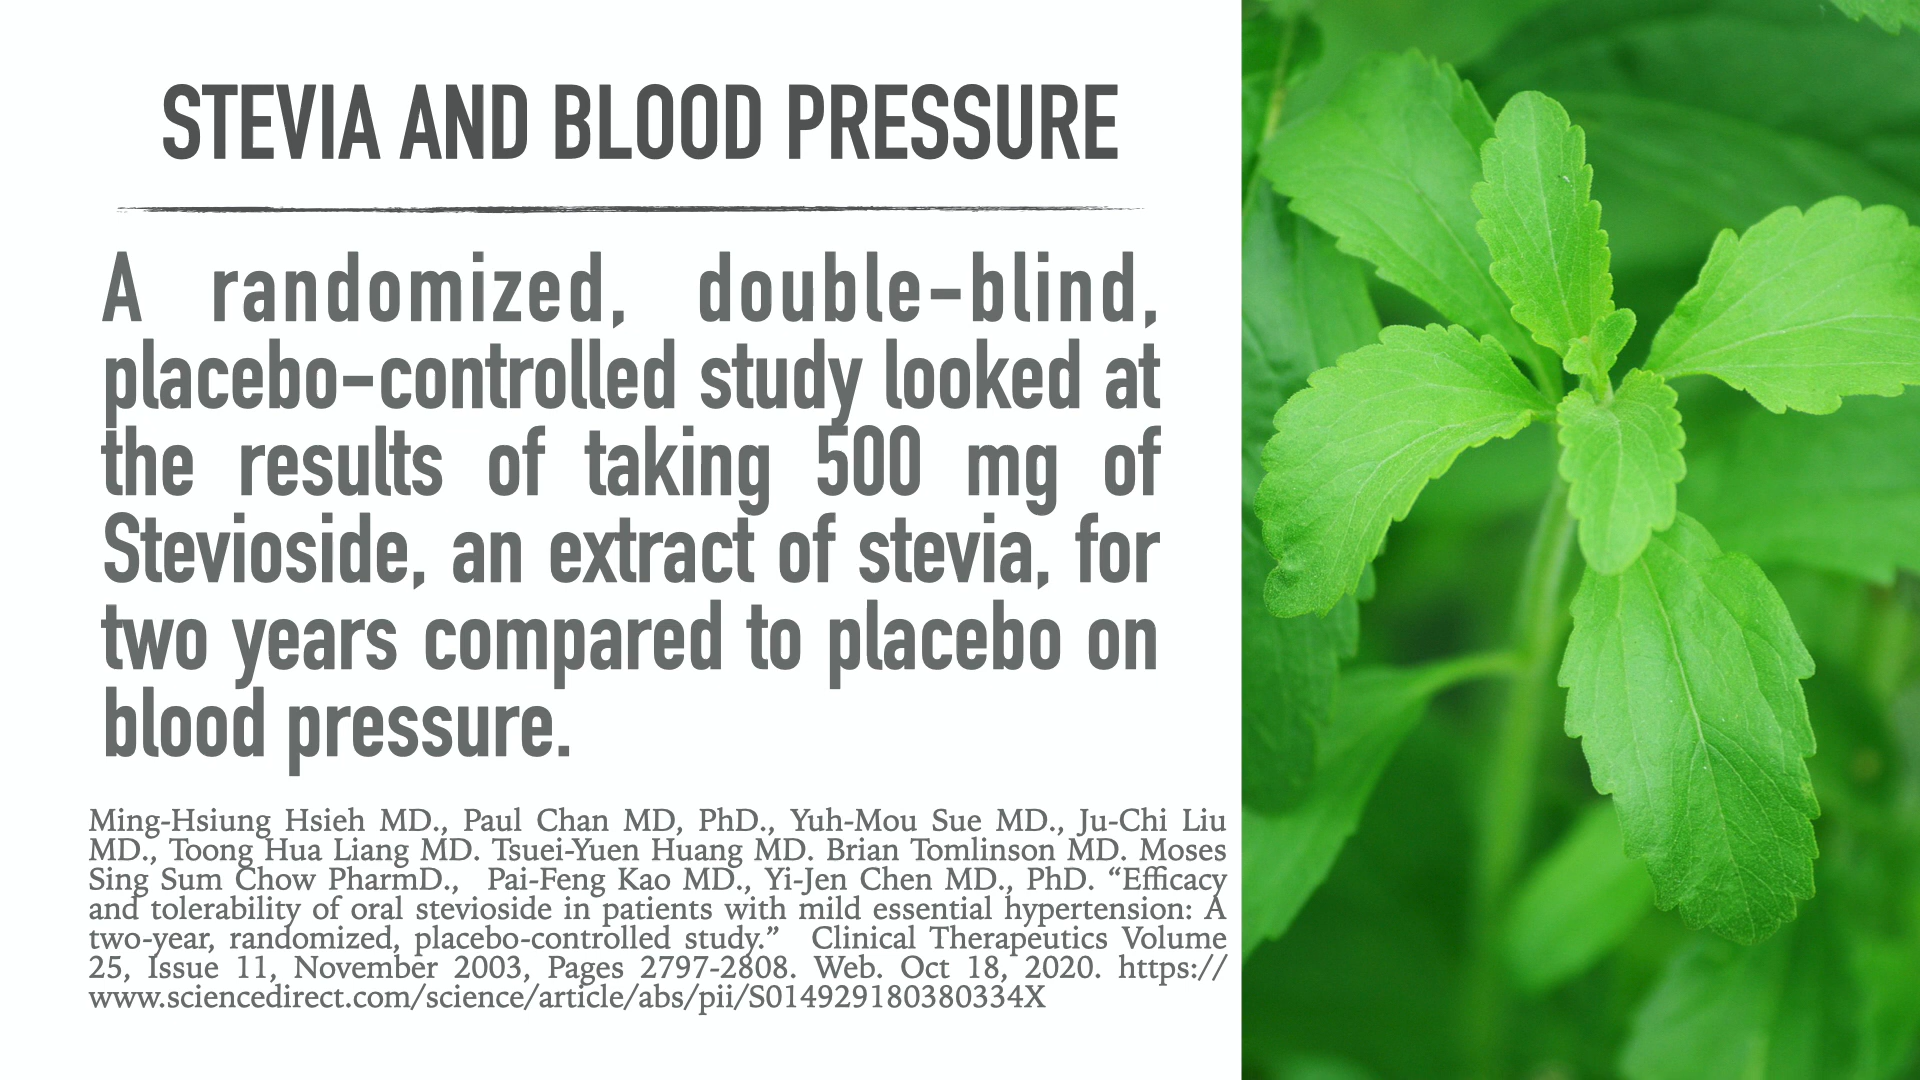 STEVIA AND BLOOD PRESSURE
A randomized, double-blind,
placebo-controlled study looked at
the results of taking 500 mg of
Stevioside, an extract of stevia, for
two years compared to placebo on
blood pressure.
Ming-Hsiung Hsieh MD., Paul Chan MD, PhD., Yuh-Mou Sue MD., Ju-Chi Liu
MD., Toong Hua Liang MD. Tsuei-Yuen Huang MD. Brian Tomlinson MD. Moses
Sing Sum Chow PharmD., Pai-Feng Kao MD., Yi-Jen Chen MD., PhD. “Efficacy
and tolerability of oral stevioside in patients with mild essential hypertension: A
two-year, randomized, placebo-controlled study.” Clinical Therapeutics Volume
25, Issue 11, November 2003, Pages 2797-2808. Web. Oct 18, 2020. https://
www.sciencedirect.com/science/article/abs/pii/S014929180380334X